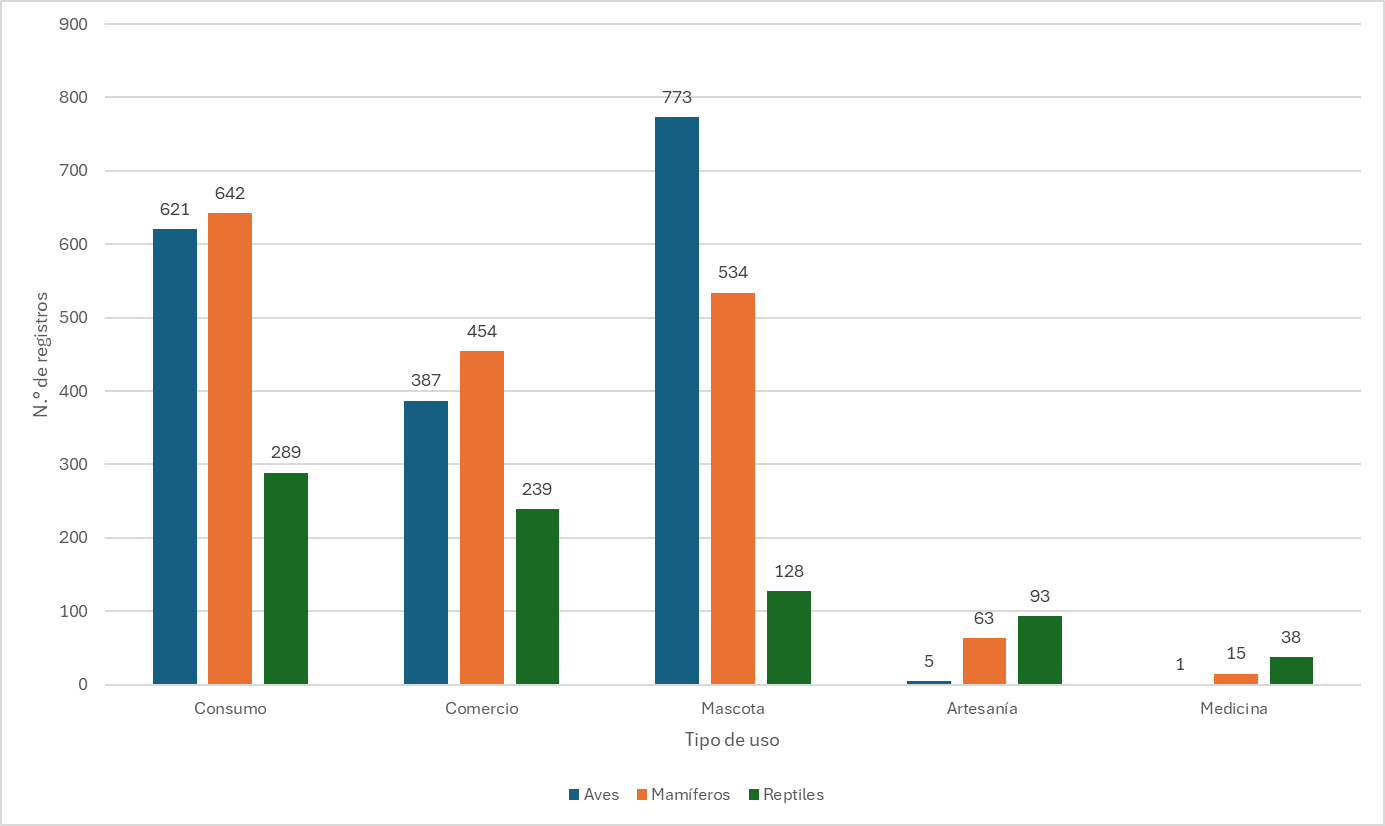 900
800
700
600
500
400
300
200
100
0
N.º de registros
621
642
289
387
454
239
773
534
128
5
63
93
1
15
38
Consumo
Comercio
Mascota
Artesanía
Medicina
Tipo de uso
Aves
Mamíferos
Reptiles